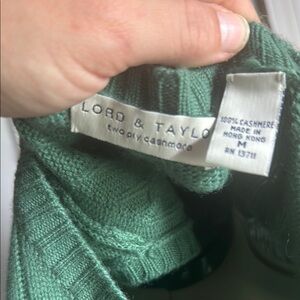 LORD & TAYLO
two ply cashmere
100% CASHMERE
MADE IN
HONG KONG
M
RN 13711